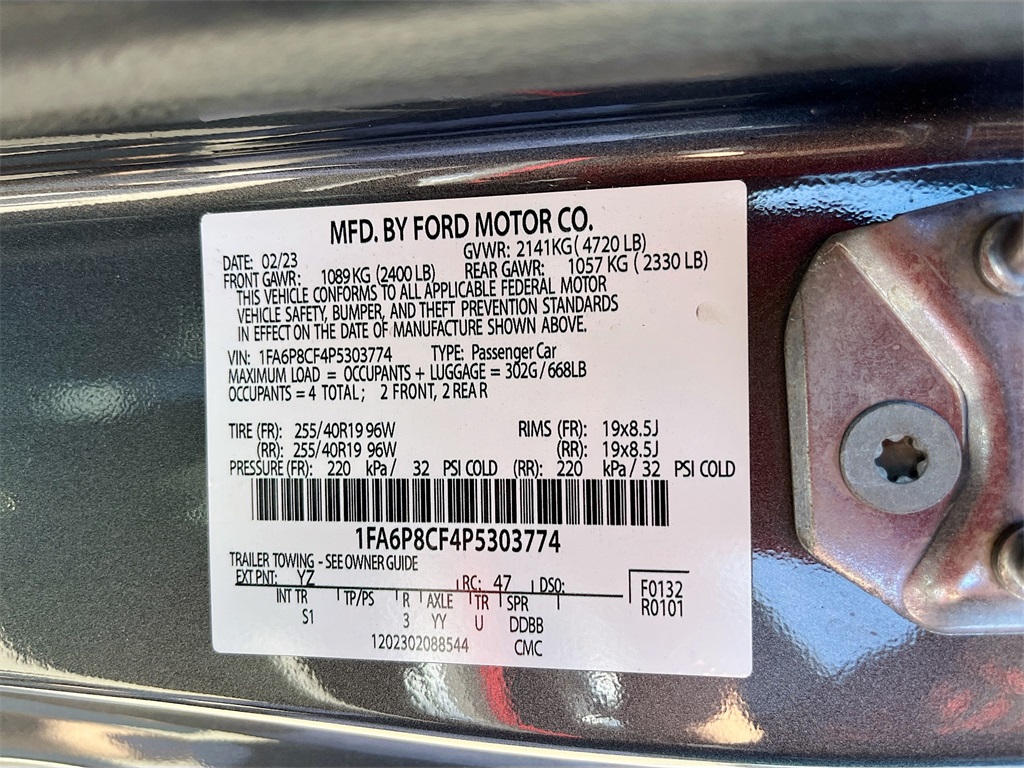 MFD. BY FORD MOTOR CO.
DATE: 02/23 GVWR: 2141KG ( 4720 LB)
FRONT GAWR: 1089 KG (2400 LB) REAR GAWR: 1057 KG ( 2330 LB)
THIS VEHICLE CONFORMS TO ALL APPLICABLE FEDERAL MOTOR
VEHICLE SAFETY, BUMPER, AND THEFT PREVENTION STANDARDS
IN EFFECT ON THE DATE OF MANUFACTURE SHOWN ABOVE.
VIN: 1FA6P8CF4P5303774 TYPE: Passenger Car
MAXIMUM LOAD = OCCUPANTS + LUGGAGE = 302G / 668LB
OCCUPANTS = 4 TOTAL; 2 FRONT, 2 REAR
TIRE (FR): 255/40R19 96W RIMS (FR): 19x8.5J
(RR): 255/40R19 96W (RR): 19x8.5J
PRESSURE (FR): 220 kPa / 32 PSI COLD (RR): 220 kPa / 32 PSI COLD
1FA6P8CF4P5303774
TRAILER TOWING - SEE OWNER GUIDE
EXT PNT: YZ RC: 47 DSO: F0132
INT TR TP/PS R AXLE TR SPR R0101
S1 3 YY U DDBB
1202302088544 CMC